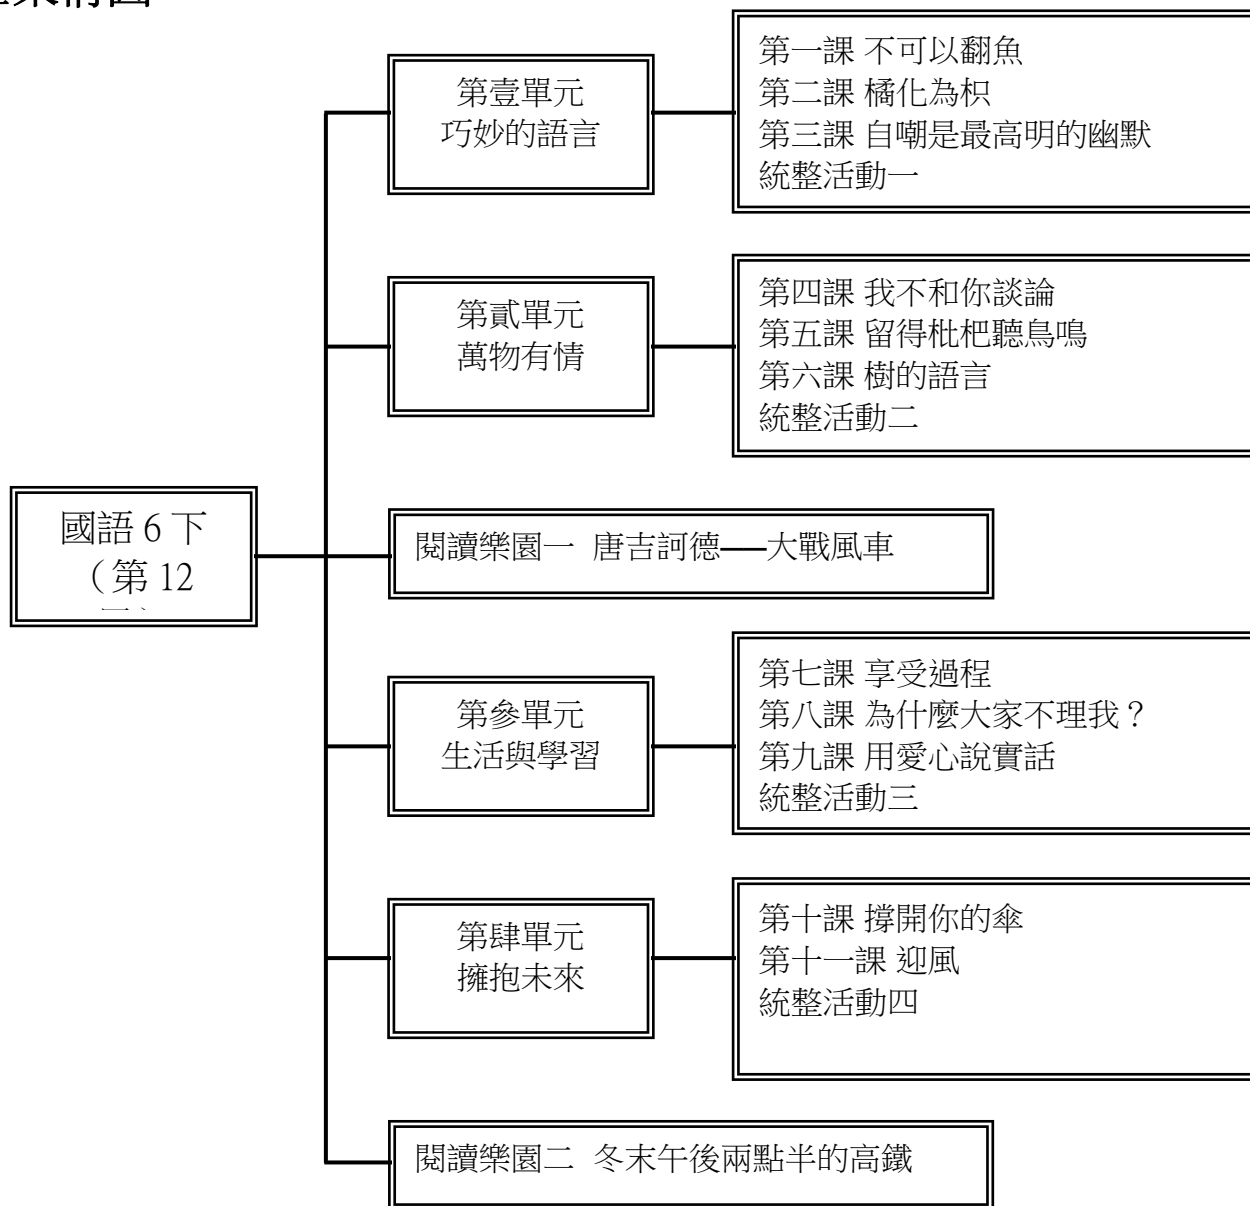 國語 6 下
（第 12
第壹單元
巧妙的語言
第一課 不可以翻魚
第二課 橘化為枳
第三課 自嘲是最高明的幽默
統整活動一
第貳單元
萬物有情
第四課 我不和你談論
第五課 留得枇杷聽鳥鳴
第六課 樹的語言
統整活動二
閱讀樂園一 唐吉訶德──大戰風車
第參單元
生活與學習
第七課 享受過程
第八課 為什麼大家不理我？
第九課 用愛心說實話
統整活動三
第肆單元
擁抱未來
第十課 撐開你的傘
第十一課 迎風
統整活動四
閱讀樂園二 冬末午後兩點半的高鐵